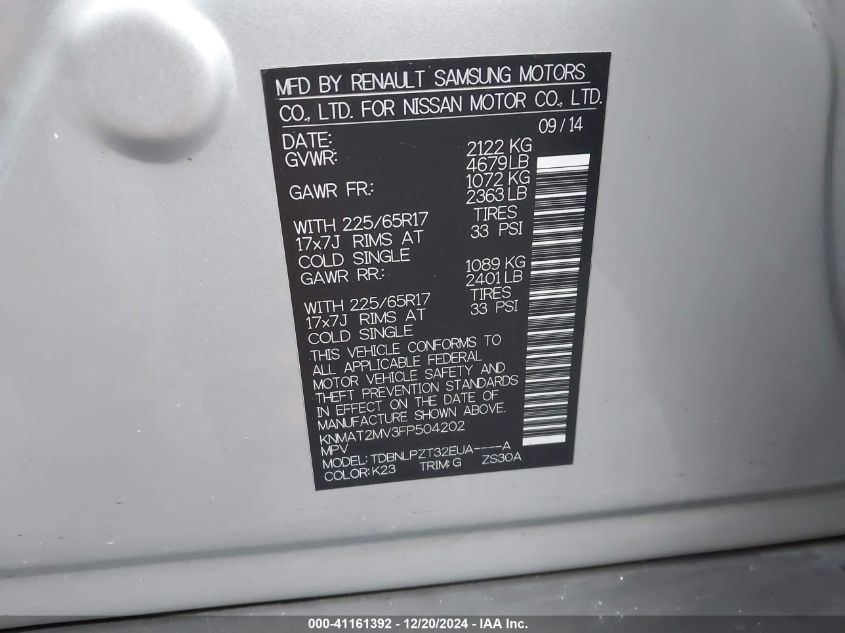 MFD BY RENAULT SAMSUNG MOTORS
CO., LTD. FOR NISSAN MOTOR CO., LTD.
DATE: 09/14
GVWR: 2122 KG
4679 LB
GAWR FR.: 1072 KG
2363 LB
WITH 225/65R17 TIRES
17x7J RIMS AT 33 PSI
COLD SINGLE
GAWR RR.: 1089 KG
2401 LB
WITH 225/65R17 TIRES
17x7J RIMS AT 33 PSI
COLD SINGLE
THIS VEHICLE CONFORMS TO
ALL APPLICABLE FEDERAL
MOTOR VEHICLE SAFETY AND
THEFT PREVENTION STANDARDS
IN EFFECT ON THE DATE OF
MANUFACTURE SHOWN ABOVE.
KNMAT2MV3FP504202
MPV
MODEL: TDBNLPZT32EUA----A
COLOR: K23 TRIM: G ZS30A
000-41161392 - 12/20/2024 - IAA Inc.